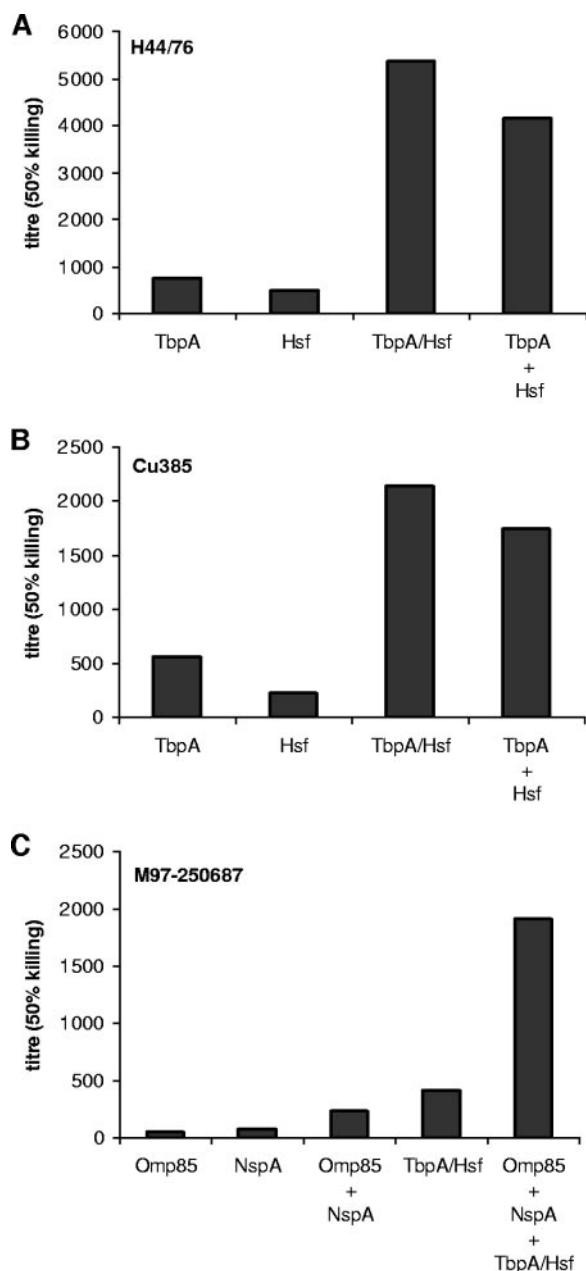 A
H44/76
titre (50% killing)
6000
5000
4000
3000
2000
1000
0
TbpA
Hsf
TbpA/Hsf
TbpA
+
Hsf
B
Cu385
titre (50% killing)
2500
2000
1500
1000
500
0
TbpA
Hsf
TbpA/Hsf
TbpA
+
Hsf
C
M97-250687
titre (50% killing)
2500
2000
1500
1000
500
0
Omp85
NspA
Omp85
+
NspA
TbpA/Hsf
Omp85
+
NspA
+
TbpA/Hsf